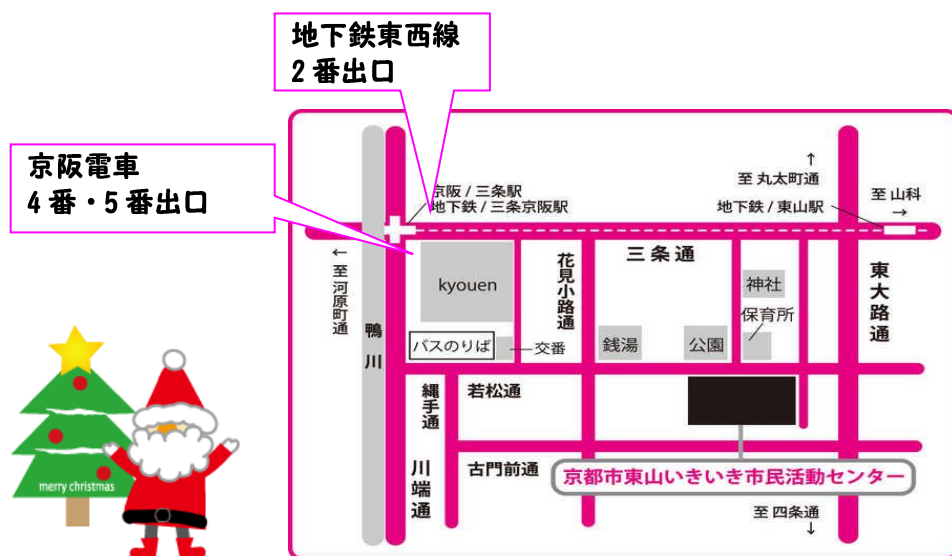 地下鉄東西線
2番出口
京阪電車
4番・5番出口
京阪/三条駅
地下鉄/三条京阪駅
↑
至 丸太町通
地下鉄/東山駅
至 山科
→
三条通
← 至 河原町通
鴨川
kyouen
花見小路通
神社
保育所
東大路通
バスのりば
交番
銭湯
公園
縄手通
若松通
川端通
古門前通
京都市東山いきいき市民活動センター
至 四条通
↓
merry christmas